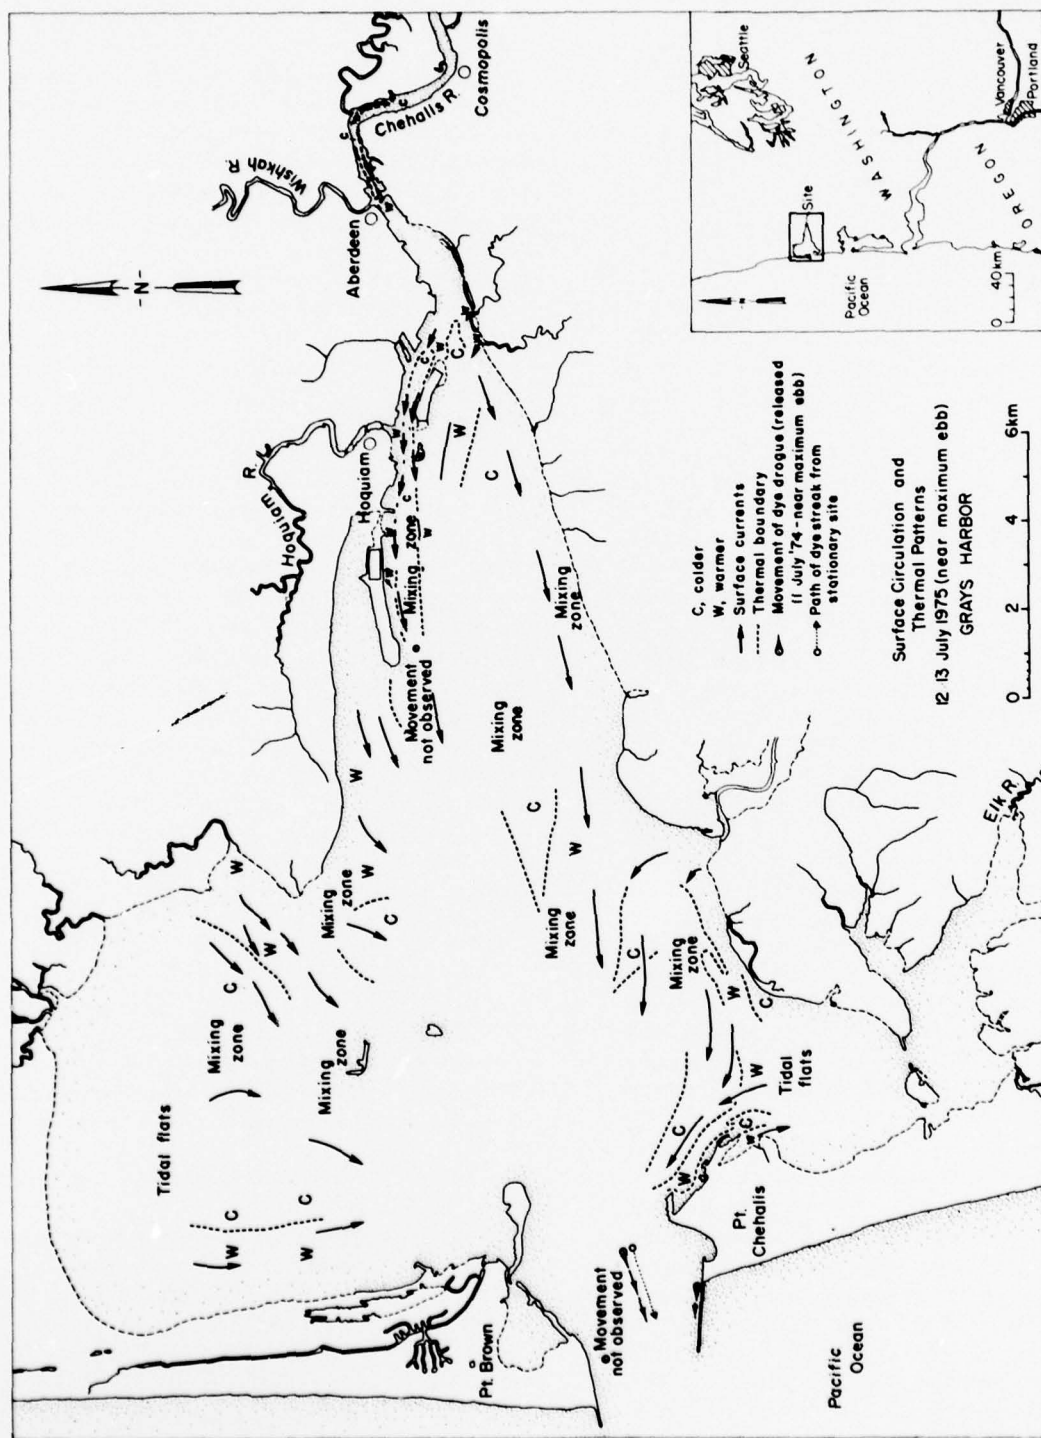 Seattle
WASHINGTON
Vancouver
Portland
OREGON
Site
Pacific
Ocean
0
40 km
N
-N-
Cosmopolis
Chehalis R.
C
C
W
Wishkah
R.
Aberdeen
Hoquiam
R.
Hoquiam
W
C
W
C
W
C
W
C
W
W
Mixing
zone
W
Movement
not observed
Mixing
zone
Mixing
zone
C
W
Mixing
zone
W
W
C
Mixing
zone
W
W
C
Mixing
zone
Mixing
zone
Tidal flats
C
W
W
C
Mixing
zone
W
C
W
Tidal
flats
C
W
C
W
Pt.
Chehalis
Elk R.
Pt. Brown
Movement
not observed
Pacific
Ocean
C, colder
W, warmer
Surface currents
Thermal boundary
Movement of dye drogue (released
11 July '74-near maximum ebb)
Path of dye streak from
stationary site
Surface Circulation and
Thermal Patterns
12 13 July 1975 (near maximum ebb)
GRAYS HARBOR
0
2
4
6km